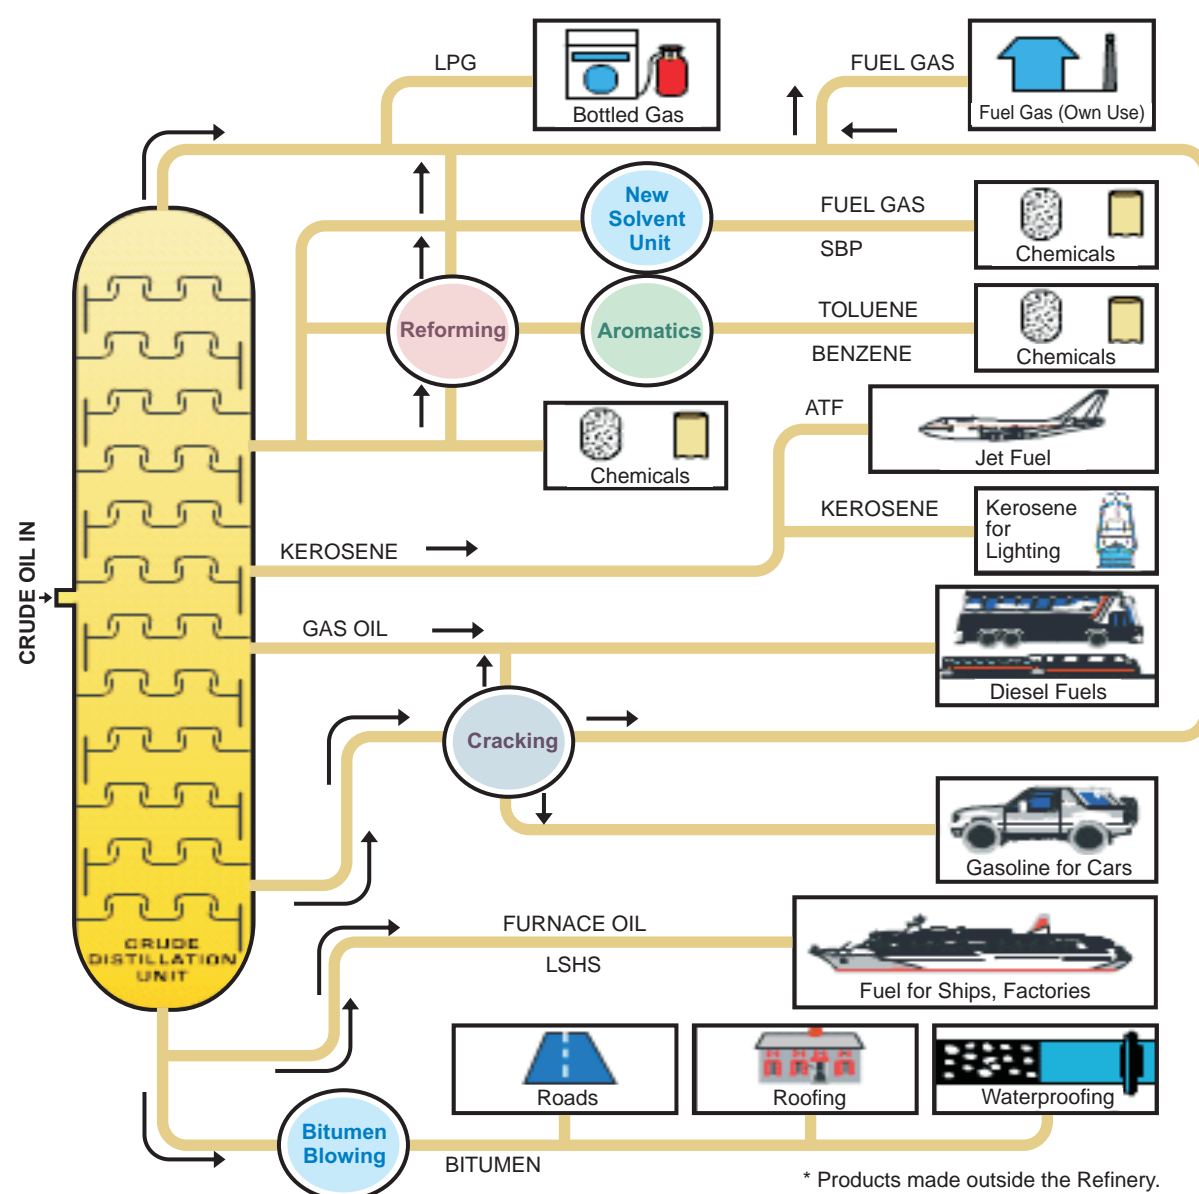 LPG
Bottled Gas
FUEL GAS
Fuel Gas (Own Use)
New
Solvent
Unit
FUEL GAS
SBP
Chemicals
Reforming
Aromatics
TOLUENE
BENZENE
Chemicals
Chemicals
ATF
Jet Fuel
KEROSENE
Kerosene
for
Lighting
CRUDE OIL IN
KEROSENE
GAS OIL
Diesel Fuels
Cracking
Gasoline for Cars
CRUDE
DISTILLATION
UNIT
FURNACE OIL
LSHS
Fuel for Ships, Factories
Roads
Roofing
Waterproofing
Bitumen
Blowing
BITUMEN
* Products made outside the Refinery.